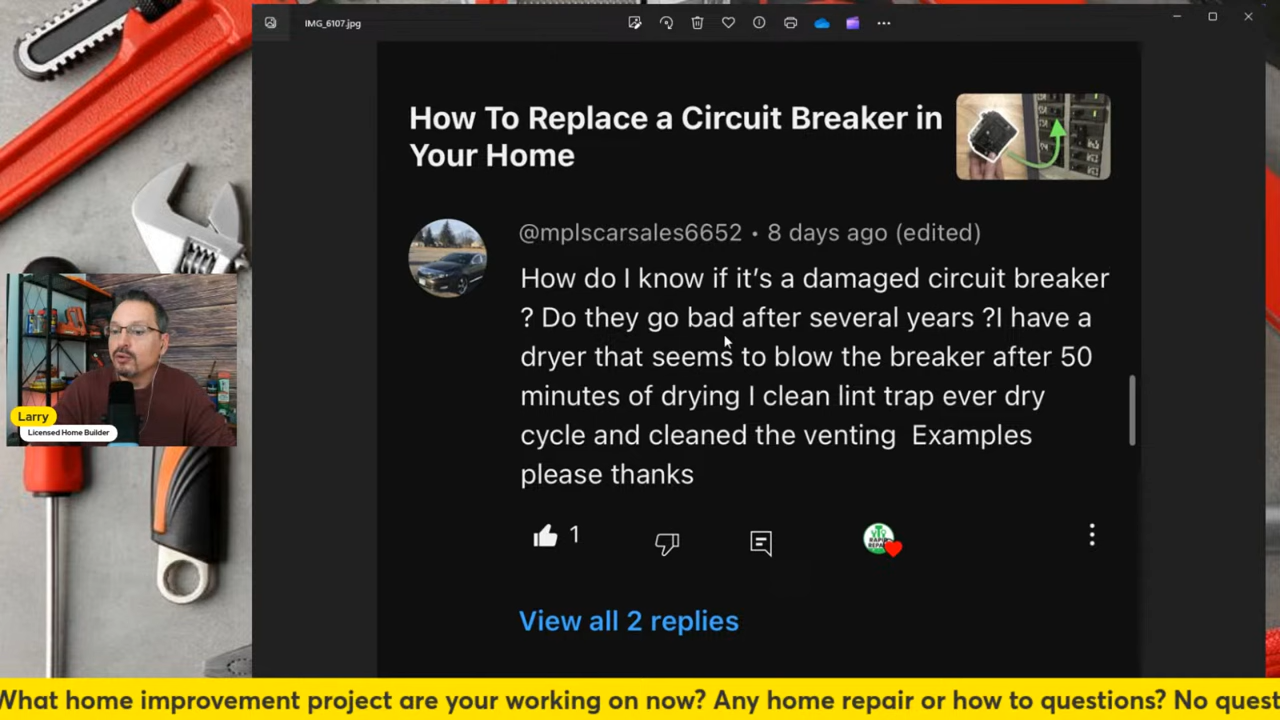 IMG_6107.jpg
How To Replace a Circuit Breaker in
Your Home
@mplscarsales6652 • 8 days ago (edited)
How do I know if it's a damaged circuit breaker
? Do they go bad after several years ?I have a
dryer that seems to blow the breaker after 50
minutes of drying I clean lint trap ever dry
cycle and cleaned the venting  Examples
please thanks
1
View all 2 replies
Larry
Licensed Home Builder
What home improvement project are your working on now? Any home repair or how to questions? No quest